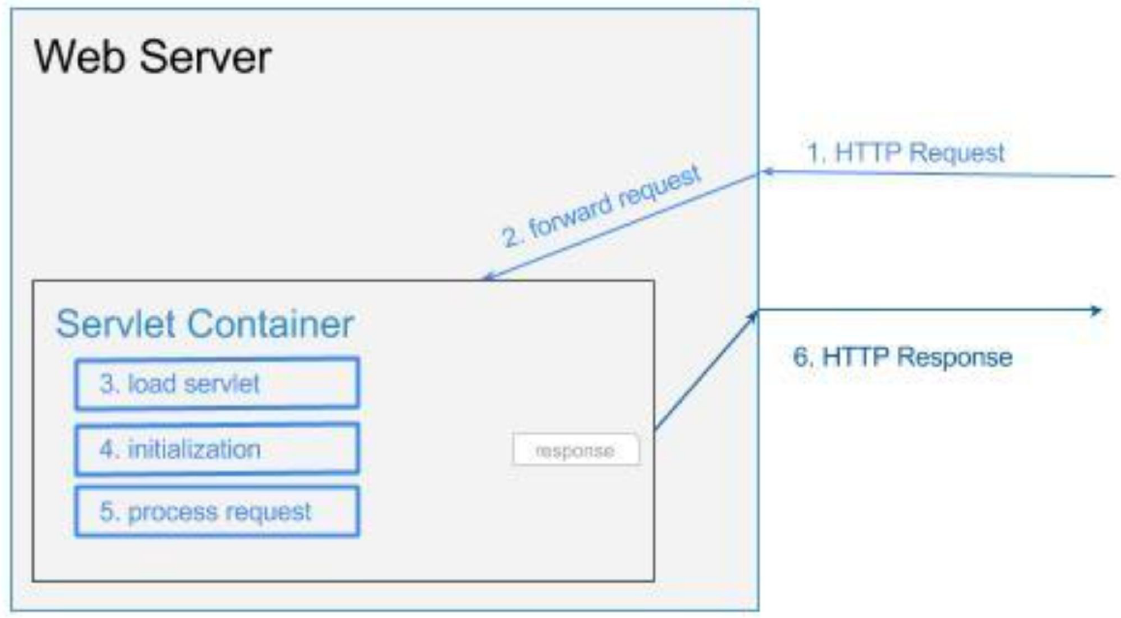 Web Server
1. HTTP Request
2. forward request
Servlet Container
3. load servlet
6. HTTP Response
4. initialization
response
5. process request